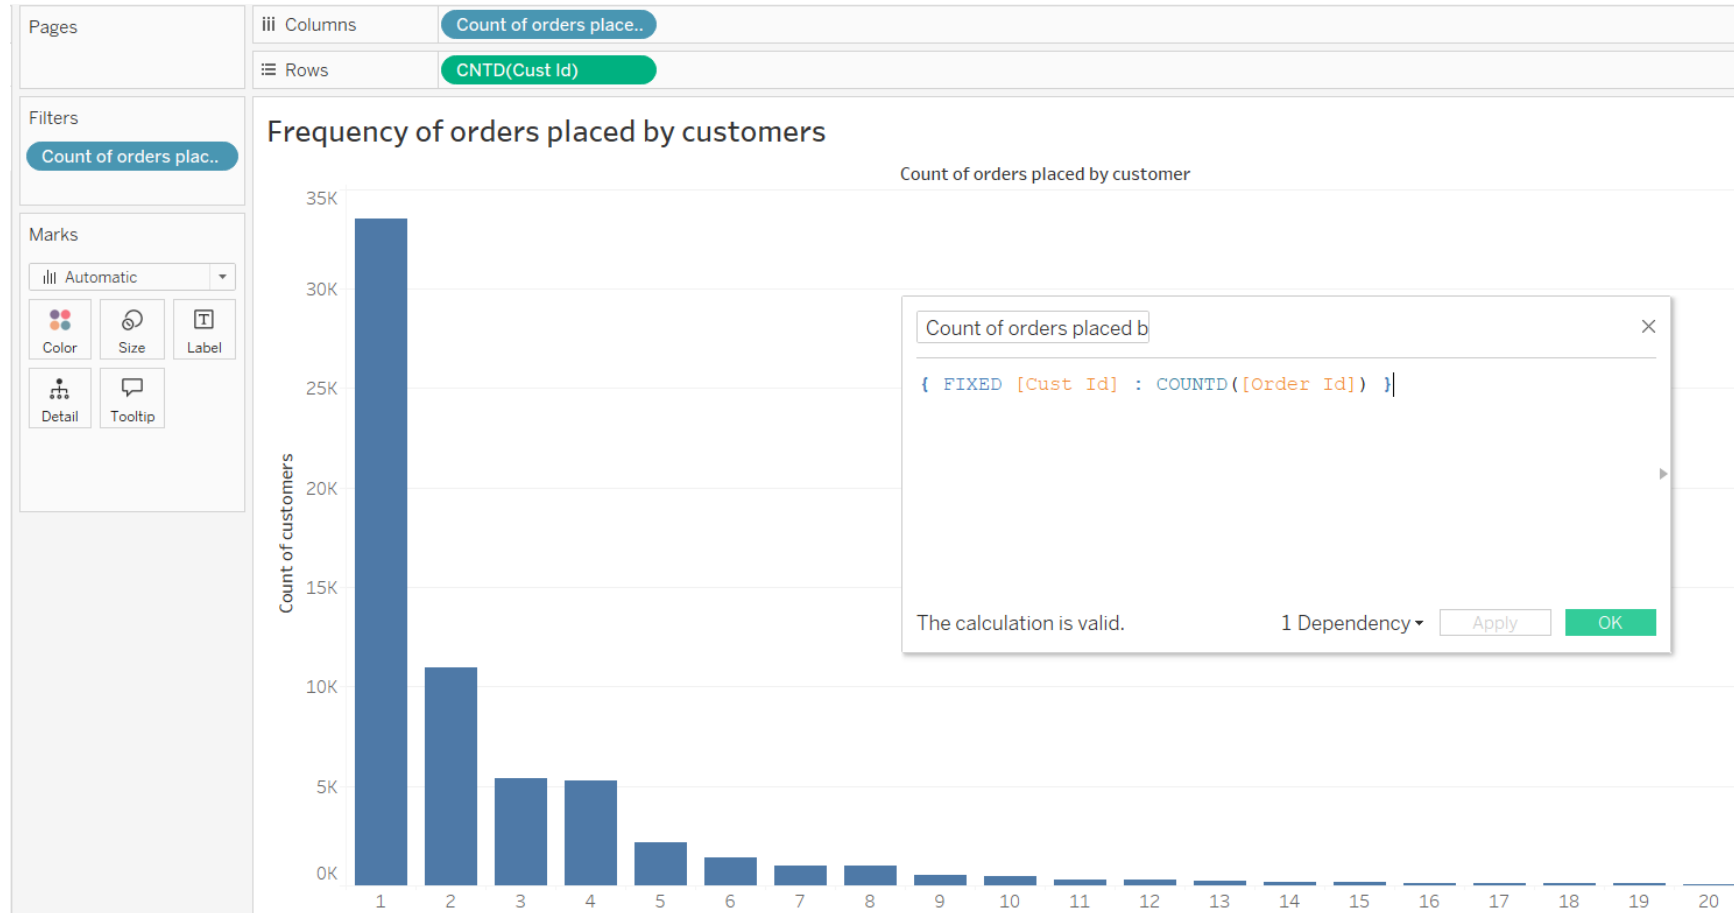 Pages
Columns
Count of orders place..
Rows
CNTD(Cust Id)
Filters
Count of orders plac..
Marks
Automatic
Color
Size
Label
Detail
Tooltip
Frequency of orders placed by customers
Count of orders placed by customer
Count of customers
35K
30K
25K
20K
15K
10K
5K
0K
1 2 3 4 5 6 7 8 9 10 11 12 13 14 15 16 17 18 19 20
Count of orders placed b
{ FIXED [Cust Id] : COUNTD([Order Id]) }
The calculation is valid.
1 Dependency
Apply
OK